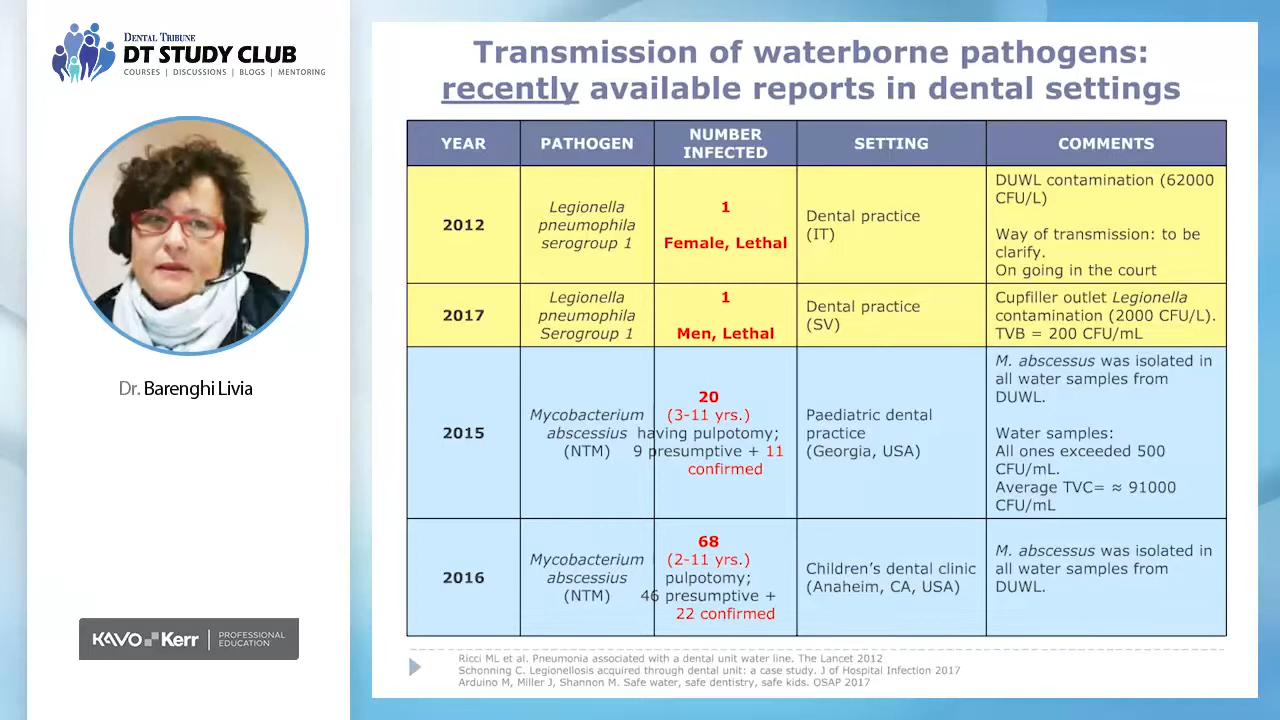 DENTAL TRIBUNE
DT STUDY CLUB
COURSES | DISCUSSIONS | BLOGS | MENTORING
Dr. Barenghi Livia
KAVO Kerr | PROFESSIONAL EDUCATION
Transmission of waterborne pathogens:
recently available reports in dental settings
YEAR
PATHOGEN
NUMBER
INFECTED
SETTING
COMMENTS
2012
Legionella
pneumophila
serogroup 1
1
Female, Lethal
Dental practice
(IT)
DUWL contamination (62000
CFU/L)
Way of transmission: to be
clarify.
On going in the court
2017
Legionella
pneumophila
Serogroup 1
1
Men, Lethal
Dental practice
(SV)
Cupfiller outlet Legionella
contamination (2000 CFU/L).
TVB = 200 CFU/mL
2015
Mycobacterium
abscessius
(NTM)
20
(3-11 yrs.)
having pulpotomy;
9 presumptive + 11
confirmed
Paediatric dental
practice
(Georgia, USA)
M. abscessus was isolated in
all water samples from
DUWL.
Water samples:
All ones exceeded 500
CFU/mL.
Average TVC= ≈ 91000
CFU/mL
2016
Mycobacterium
abscessius
(NTM)
68
(2-11 yrs.)
pulpotomy;
46 presumptive +
22 confirmed
Children’s dental clinic
(Anaheim, CA, USA)
M. abscessus was isolated in
all water samples from
DUWL.
Ricci ML et al. Pneumonia associated with a dental unit water line. The Lancet 2012
Schonning C. Legionellosis acquired through dental unit: a case study. J of Hospital Infection 2017
Arduino M, Miller J, Shannon M. Safe water, safe dentistry, safe kids. OSAP 2017